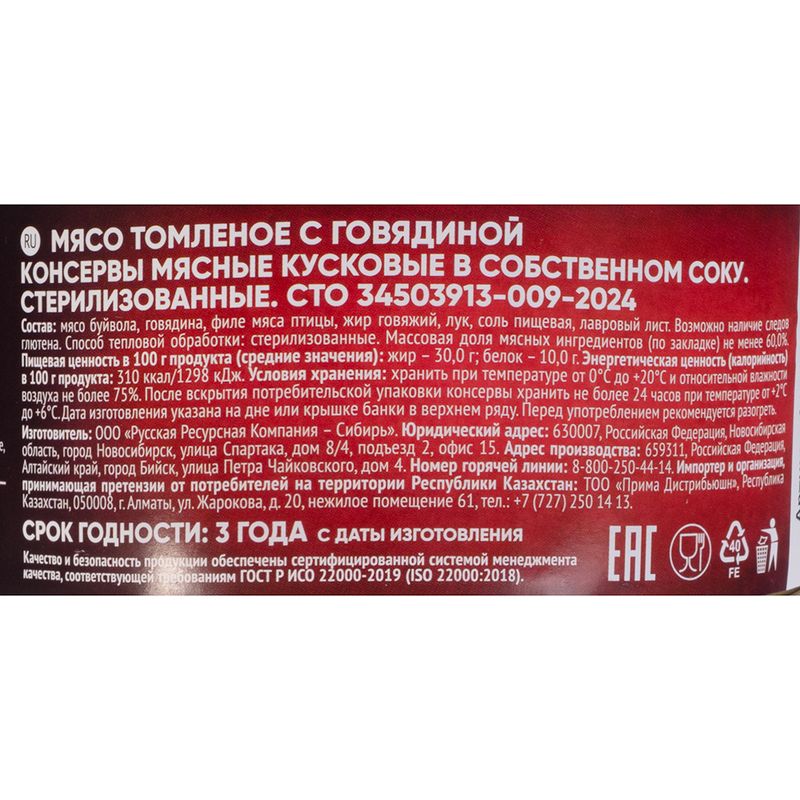 RU МЯСО ТОМЛЕНОЕ С ГОВЯДИНОЙ
КОНСЕРВЫ МЯСНЫЕ КУСКОВЫЕ В СОБСТВЕННОМ СОКУ.
СТЕРИЛИЗОВАННЫЕ. СТО 34503913-009-2024
Состав: мясо буйвола, говядина, филе мяса птицы, жир говяжий, лук, соль пищевая, лавровый лист. Возможно наличие следов
глютена. Способ тепловой обработки: стерилизованные. Массовая доля мясных ингредиентов (по закладке) не менее 60,0%.
Пищевая ценность в 100 г продукта (средние значения): жир – 30,0 г; белок – 10,0 г. Энергетическая ценность (калорийность)
в 100 г продукта: 310 ккал/1298 кДж. Условия хранения: хранить при температуре от 0°С до +20°С и относительной влажности
воздуха не более 75%. После вскрытия потребительской упаковки консервы хранить не более 24 часов при температуре от +2°С
до +6°С. Дата изготовления указана на дне или крышке банки в верхнем ряду. Перед употреблением рекомендуется разогреть.
Изготовитель: ООО «Русская Ресурсная Компания – Сибирь». Юридический адрес: 630007, Российская Федерация, Новосибирская
область, город Новосибирск, улица Спартака, дом 8/4, подъезд 2, офис 15. Адрес производства: 659311, Российская Федерация,
Алтайский край, город Бийск, улица Петра Чайковского, дом 4. Номер горячей линии: 8-800-250-44-14. Импортер и организация,
принимающая претензии от потребителей на территории Республики Казахстан: ТОО «Прима Дистрибьюшн», Республика
Казахстан, 050008, г. Алматы, ул. Жарокова, д. 20, нежилое помещение 61, тел.: +7 (727) 250 14 13.
СРОК ГОДНОСТИ: 3 ГОДА С ДАТЫ ИЗГОТОВЛЕНИЯ
Качество и безопасность продукции обеспечены сертифицированной системой менеджмента
качества, соответствующей требованиям ГОСТ Р ИСО 22000-2019 (ISO 22000:2018).
EAC
40
FE